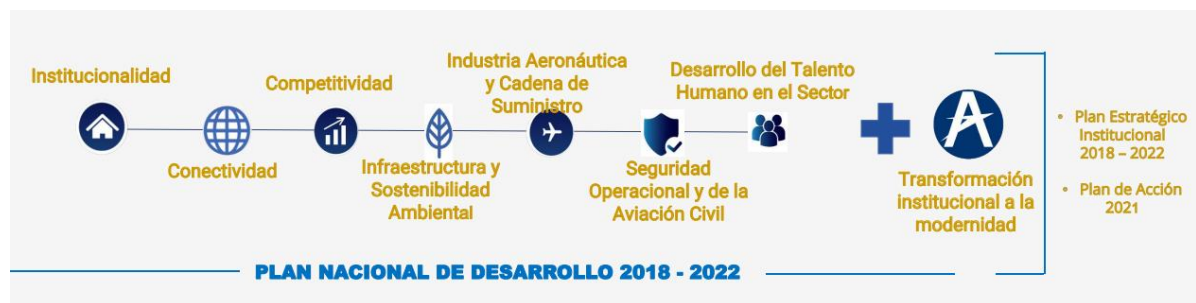 Institucionalidad
Conectividad
Competitividad
Infraestructura y
Sostenibilidad
Ambiental
Industria Aeronáutica
y Cadena de
Suministro
Seguridad
Operacional y de la
Aviación Civil
Desarrollo del Talento
Humano en el Sector
Transformación
institucional a la
modernidad
• Plan Estratégico
Institucional
2018 – 2022
• Plan de Acción
2021
PLAN NACIONAL DE DESARROLLO 2018 - 2022